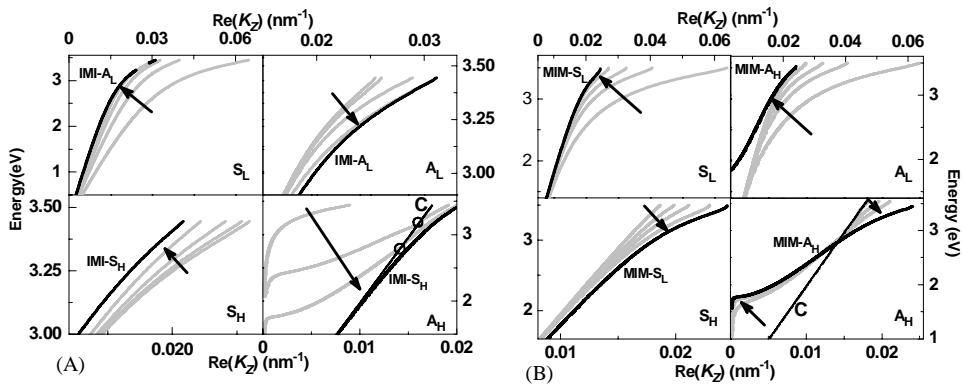 Re(K_Z) (nm⁻¹)
0 0.03 0.06
0.02 0.03
Re(K_Z) (nm⁻¹)
0 0.02 0.04 0.06
0 0.02 0.04 0.06
Energy(eV)
3
2
1
IMI-A_L
S_L
3.50
3.25
3.00
IMI-A_L
A_L
3
2
MIM-S_L
S_L
3
2
MIM-A_H
A_L
Energy (eV)
3.50
3.25
3.00
IMI-S_H
S_H
3
2
C
IMI-S_H
A_H
3
2
MIM-S_L
S_H
3
2
1
MIM-A_H
C
A_H
0.020
0 0.01 0.02
Re(K_Z) (nm⁻¹)
(A)
0.01 0.02
0 0.01 0.02
Re(K_Z) (nm⁻¹)
(B)